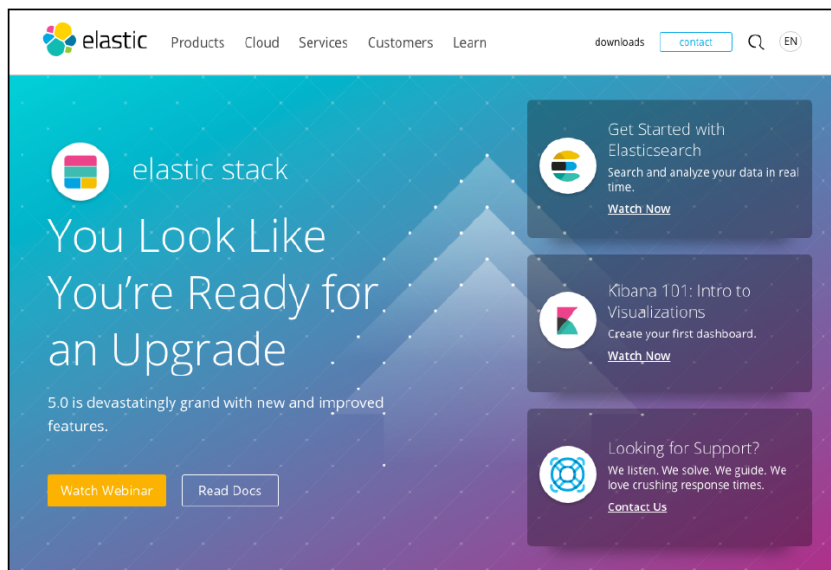 elastic Products Cloud Services Customers Learn downloads contact EN
elastic stack
You Look Like
You're Ready for
an Upgrade
5.0 is devastatingly grand with new and improved
features.
Watch Webinar Read Docs
Get Started with
Elasticsearch
Search and analyze your data in real
time.
Watch Now
Kibana 101: Intro to
Visualizations
Create your first dashboard.
Watch Now
Looking for Support?
We listen. We solve. We guide. We
love crushing response times.
Contact Us